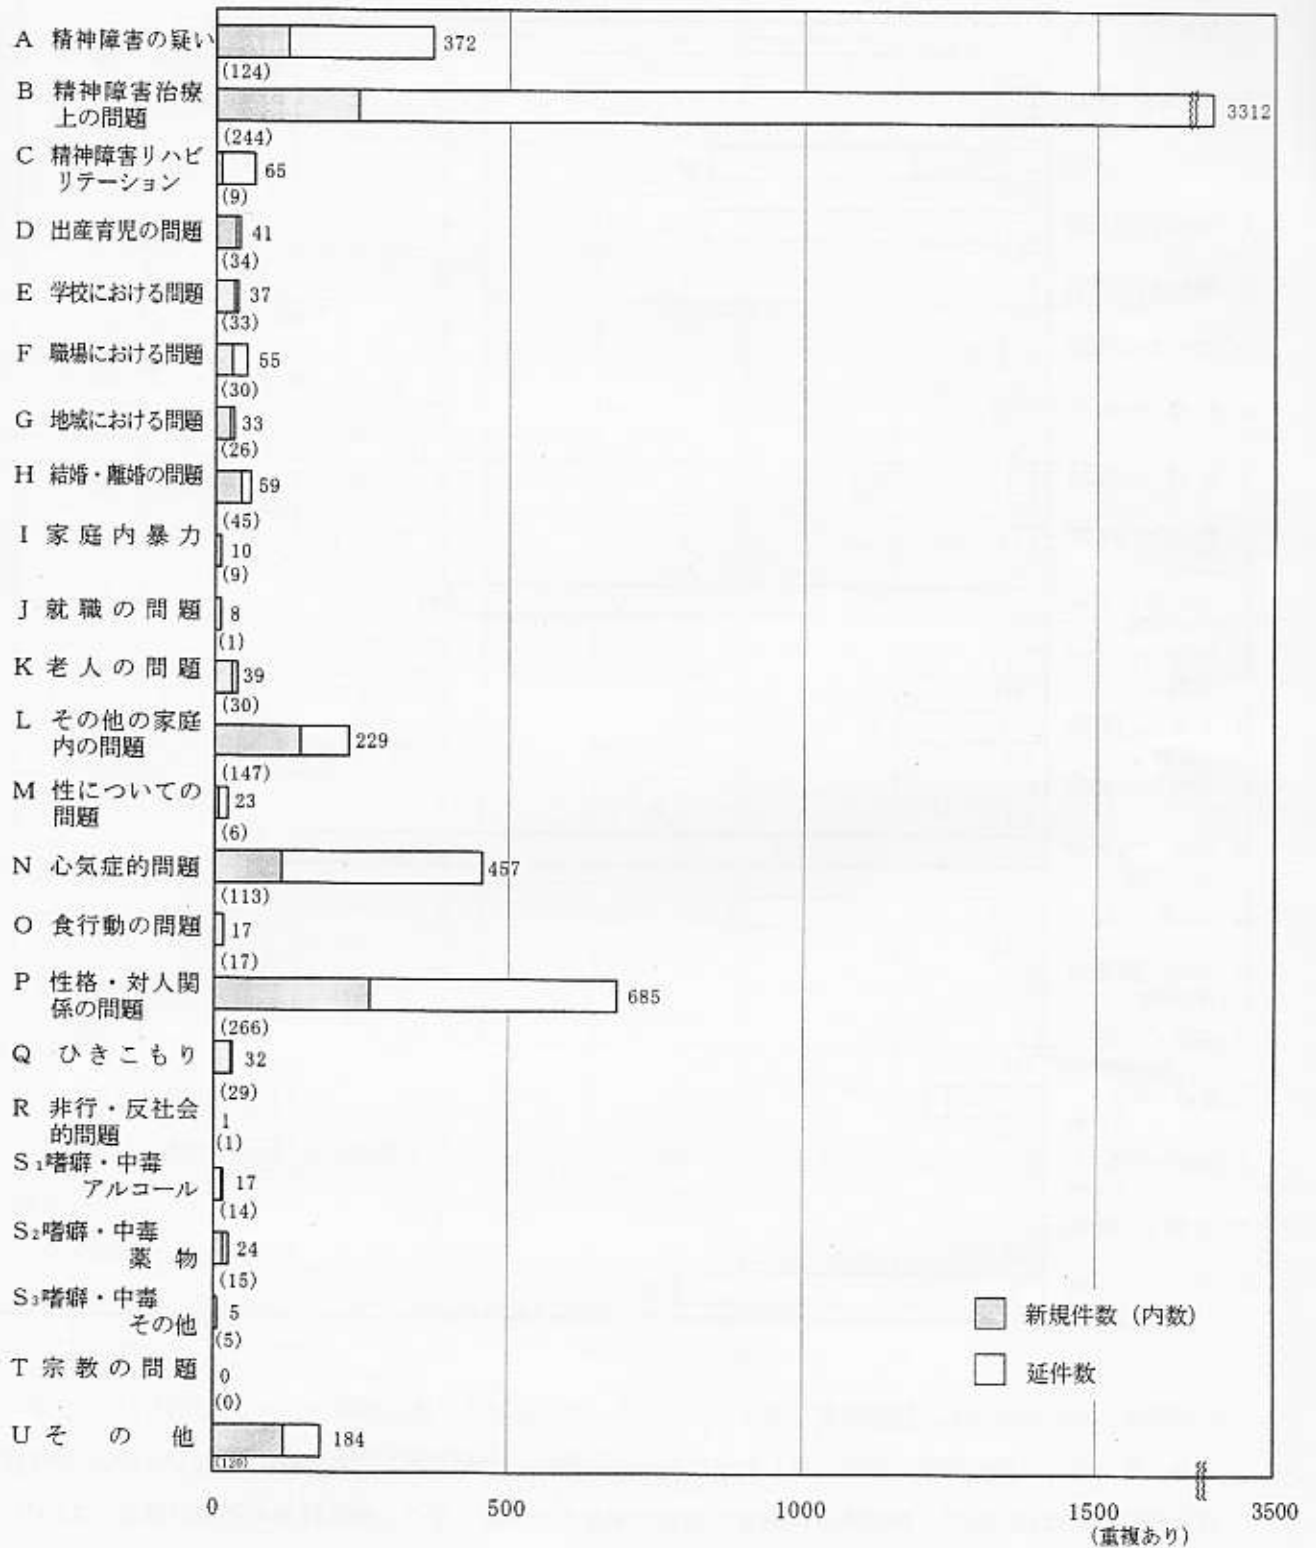 A 精神障害の疑い 372
(124)
B 精神障害治療
上の問題 3312
(244)
C 精神障害リハビ
リテーション 65
(9)
D 出産育児の問題 41
(34)
E 学校における問題 37
(33)
F 職場における問題 55
(30)
G 地域における問題 33
(26)
H 結婚・離婚の問題 59
(45)
I 家庭内暴力 10
(9)
J 就職の問題 8
(1)
K 老人の問題 39
(30)
L その他の家庭
内の問題 229
(147)
M 性についての
問題 23
(6)
N 心気症的問題 457
(113)
O 食行動の問題 17
(17)
P 性格・対人関
係の問題 685
(266)
Q ひきこもり 32
(29)
R 非行・反社会
的問題 1
(1)
S₁嗜癖・中毒
アルコール 17
(14)
S₂嗜癖・中毒
薬物 24
(15)
S₃嗜癖・中毒
その他 5
(5)
T 宗教の問題 0
(0)
U その他 184
(120)
新規件数（内数）
延件数
0 500 1000 1500 3500
(重複あり)